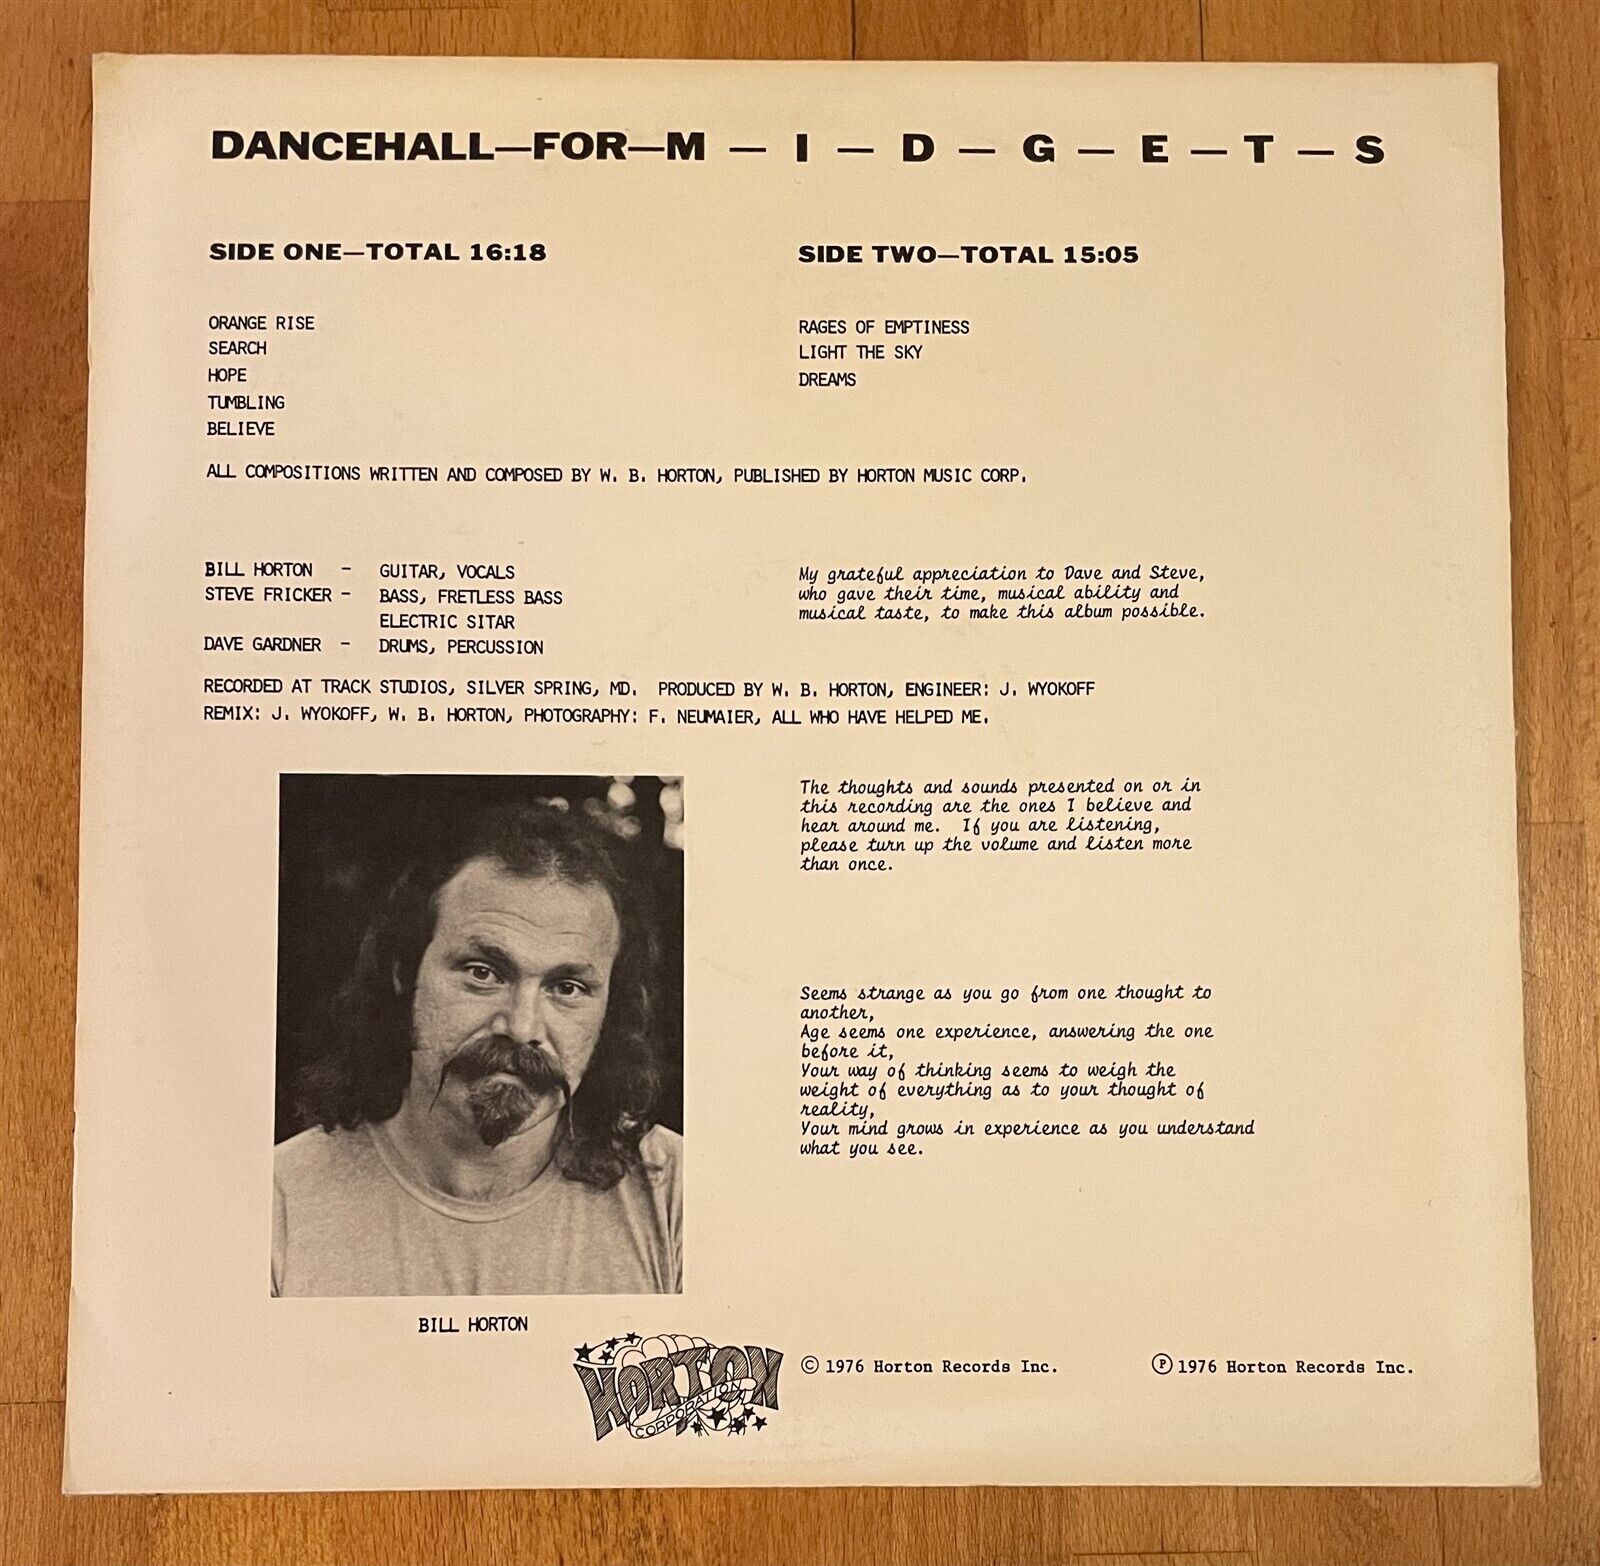 DANCEHALL—FOR—M — I — D — G — E — T — S
SIDE ONE—TOTAL 16:18
ORANGE RISE
SEARCH
HOPE
TUMBLING
BELIEVE
SIDE TWO—TOTAL 15:05
RAGES OF EMPTINESS
LIGHT THE SKY
DREAMS
ALL COMPOSITIONS WRITTEN AND COMPOSED BY W. B. HORTON, PUBLISHED BY HORTON MUSIC CORP.
BILL HORTON - GUITAR, VOCALS
STEVE FRICKER - BASS, FRETLESS BASS
ELECTRIC SITAR
DAVE GARDNER - DRUMS, PERCUSSION
My grateful appreciation to Dave and Steve,
who gave their time, musical ability and
musical taste, to make this album possible.
RECORDED AT TRACK STUDIOS, SILVER SPRING, MD. PRODUCED BY W. B. HORTON, ENGINEER: J. WYOKOFF
REMIX: J. WYOKOFF, W. B. HORTON, PHOTOGRAPHY: F. NEUMAIER, ALL WHO HAVE HELPED ME.
The thoughts and sounds presented on or in
this recording are the ones I believe and
hear around me. If you are listening,
please turn up the volume and listen more
than once.
Seems strange as you go from one thought to
another,
Age seems one experience, answering the one
before it,
Your way of thinking seems to weigh the
weight of everything as to your thought of
reality,
Your mind grows in experience as you understand
what you see.
BILL HORTON
HORTON
CORPORATION
© 1976 Horton Records Inc.
℗ 1976 Horton Records Inc.